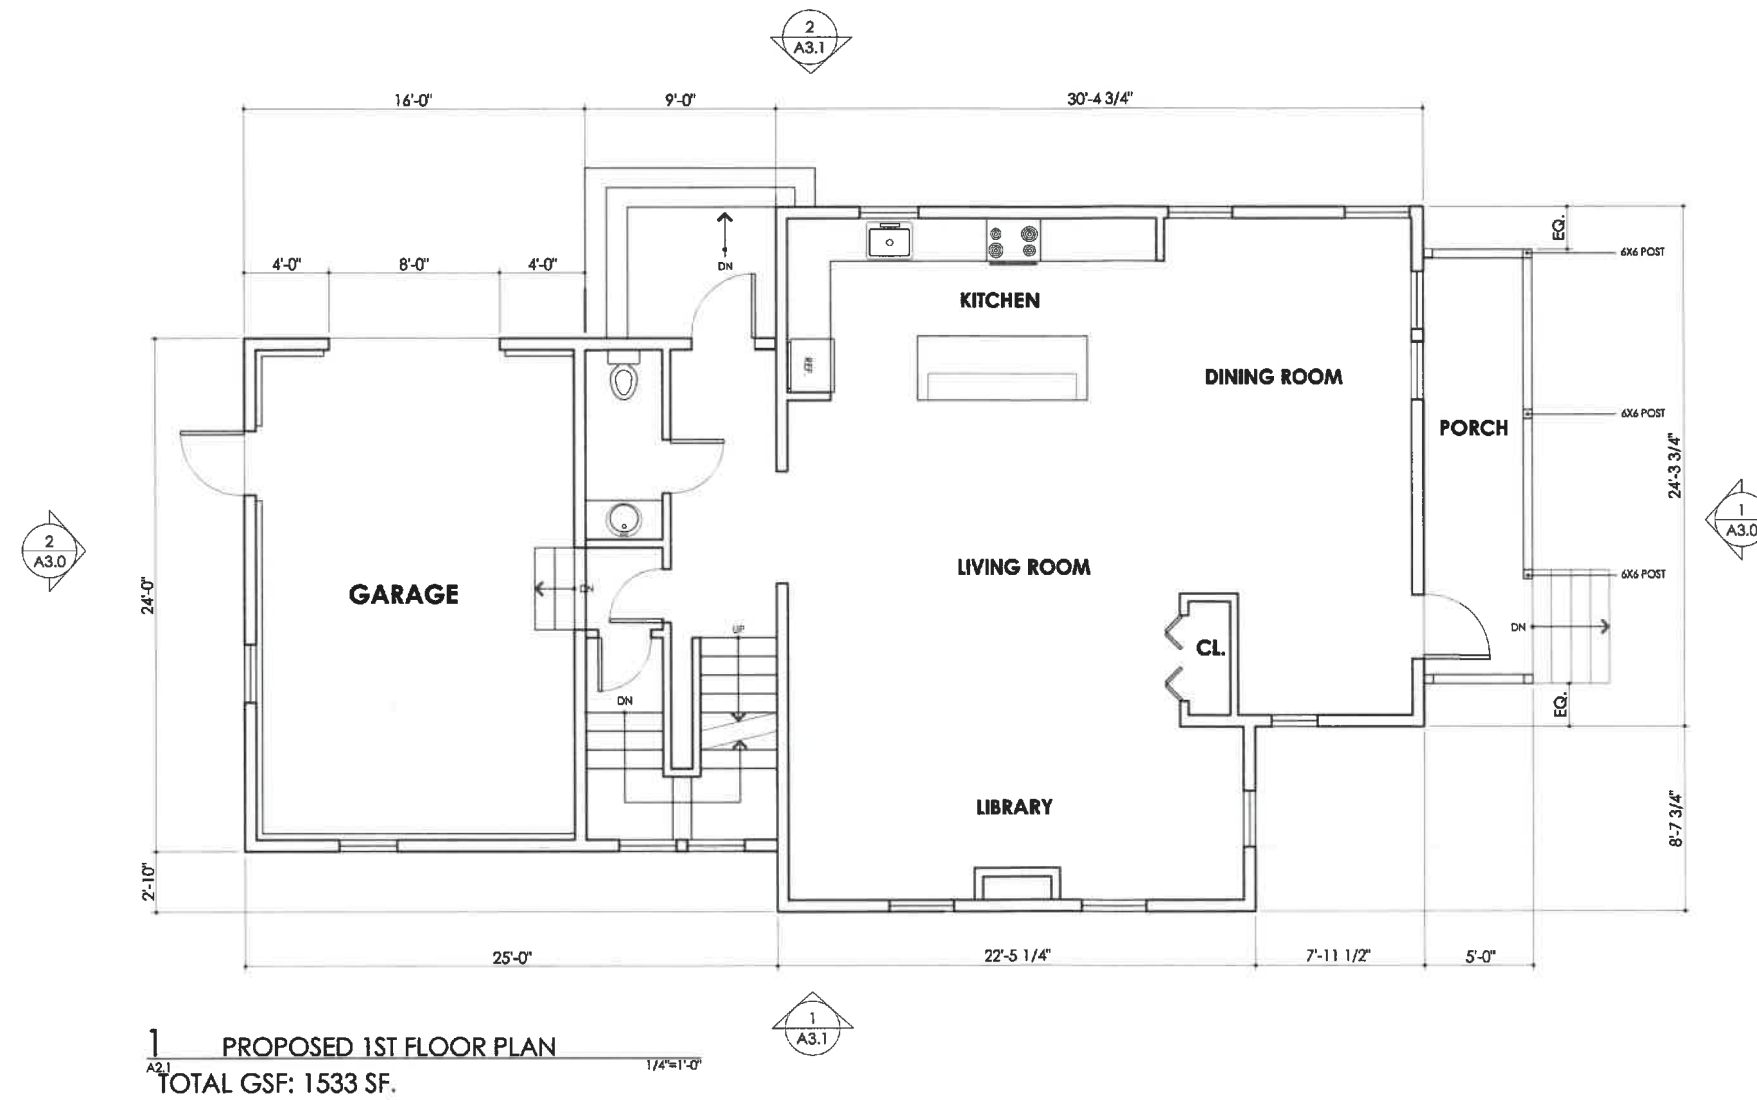 2
A3.1
16'-0"
9'-0"
30'-4 3/4"
EQ.
6X6 POST
4'-0"
8'-0"
4'-0"
DN
KITCHEN
REF.
DINING ROOM
6X6 POST
PORCH
24'-3 3/4"
1
A3.0
2
A3.0
24'-0"
GARAGE
DN
LIVING ROOM
6X6 POST
UP
DN
CL.
DN
EQ.
LIBRARY
8'-7 3/4"
2'-10"
25'-0"
22'-5 1/4"
7'-11 1/2"
5'-0"
1
A3.1
1
PROPOSED 1ST FLOOR PLAN
A2.1
1/4"=1'-0"
TOTAL GSF: 1533 SF.